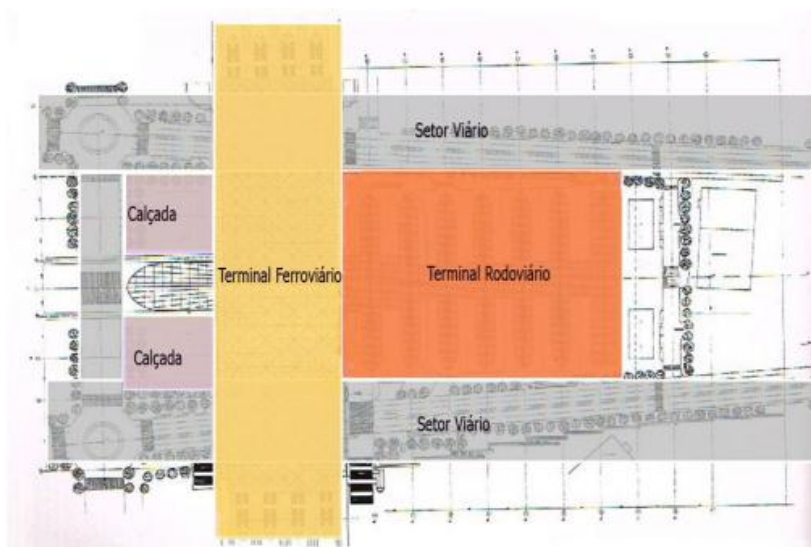 Setor Viário
Calçada
Terminal Ferroviário
Terminal Rodoviário
Calçada
Setor Viário